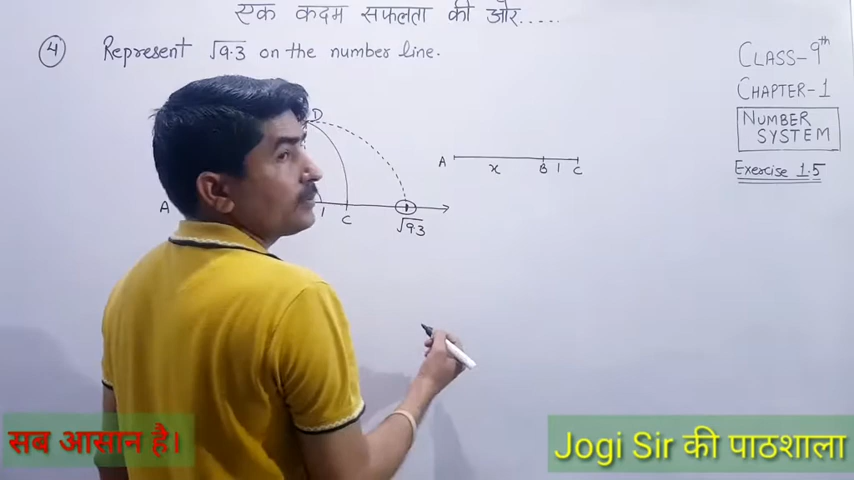 एक कदम सफलता की ओर.....
④ Represent √9.3 on the number line.
CLASS-9th
CHAPTER-1
NUMBER
SYSTEM
Exercise 1.5
D
A x B 1 C
A 1 C √9.3
सब आसान है।
Jogi Sir की पाठशाला